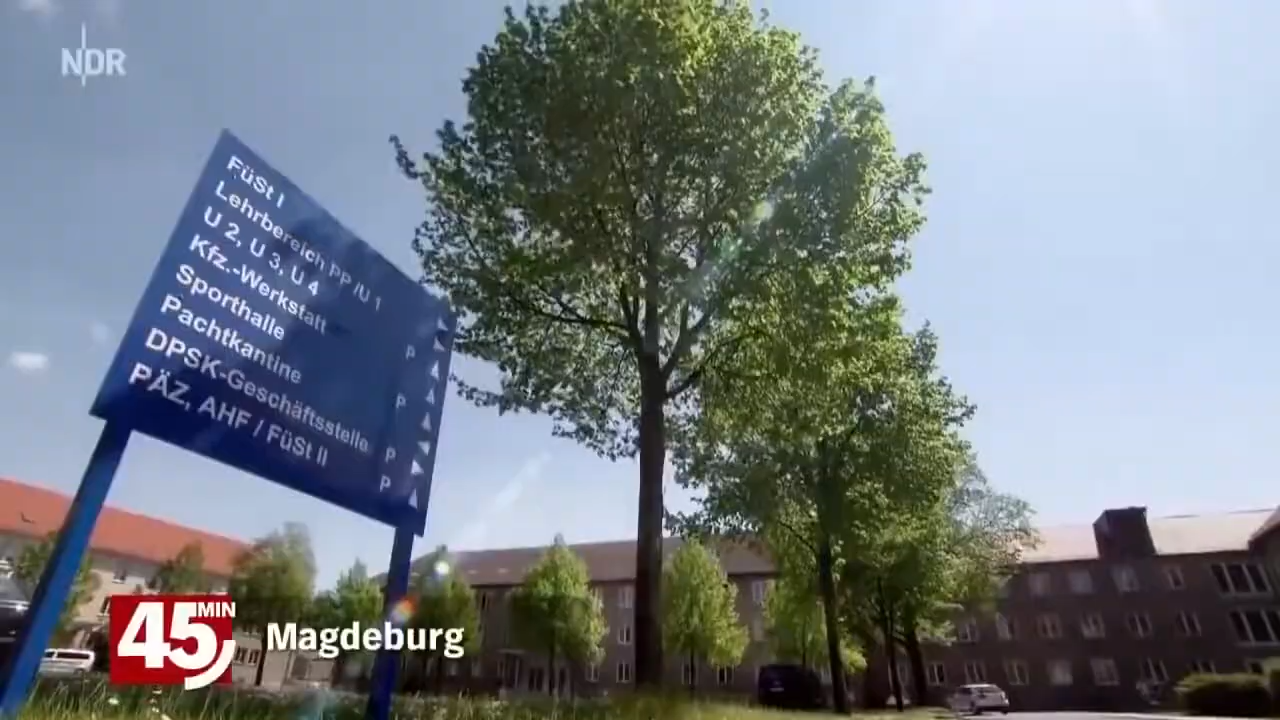 NDR
FüSt I
Lehrbereich PP /U 1
U 2, U 3, U 4
Kfz.-Werkstatt
Sporthalle P
Pachtkantine P
DPSK-Geschäftsstelle P
PÄZ, AHF / FüSt II P
45 MIN
Magdeburg